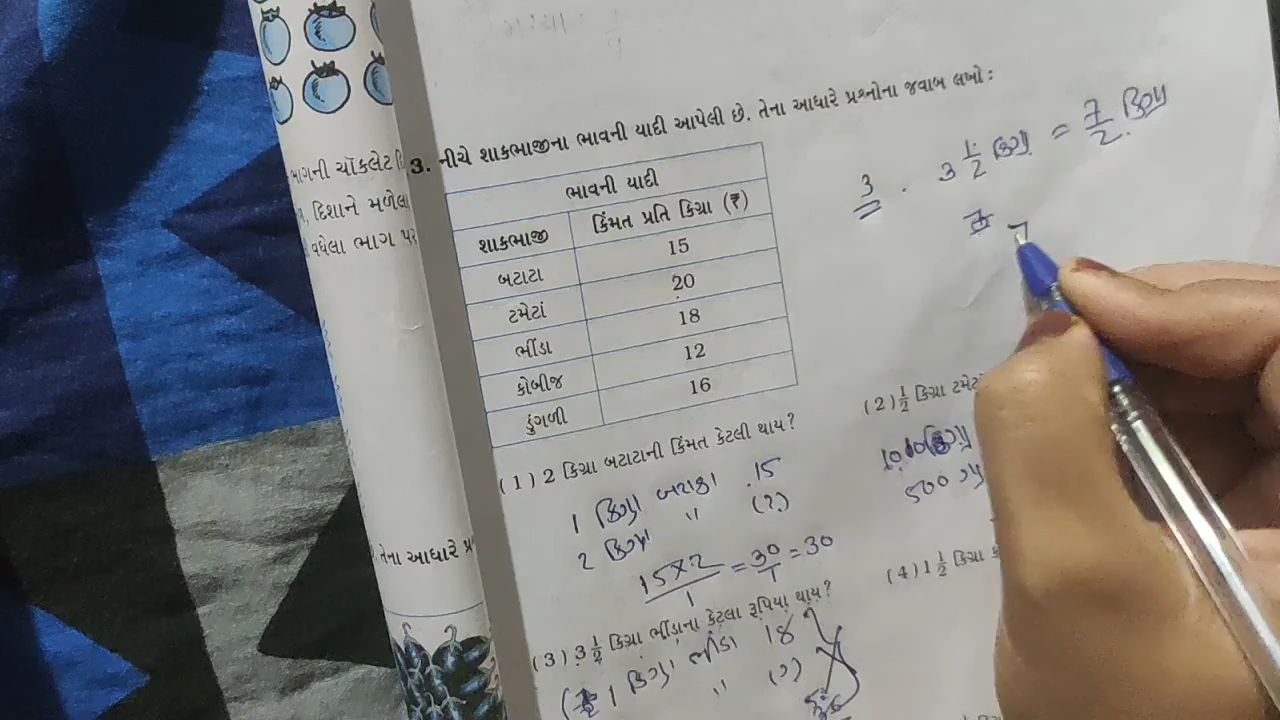 3. નીચે શાકભાજીના ભાવની યાદી આપેલી છે. તેના આધારે પ્રશ્નોના જવાબ લખો :
ભાગની ચૉકલેટ
દિશાને મળેલા
વધેલા ભાગ પર
તેના આધારે પ્ર
ભાવની યાદી
શાકભાજી કિંમત પ્રતિ કિગ્રા (₹)
બટાટા 15
ટમેટાં 20
ભીંડા 18
કોબીજ 12
ડુંગળી 16
3 . 3 1/2 કિગ્રા = 7/2 કિગ્રા
7
(1) 2 કિગ્રા બટાટાની કિંમત કેટલી થાય?
1 કિગ્રા બટાકા 15
2 કિગ્રા " (?)
15×2/1 = 30/1 = 30
(2) 1/2 કિગ્રા ટમેટ
500 ગ્રા
(3) 3 1/2 કિગ્રા ભીંડાના કેટલા રૂપિયા થાય?
1 કિગ્રા ભીંડા 18
" (?)
(4) 1 1/2 કિગ્રા